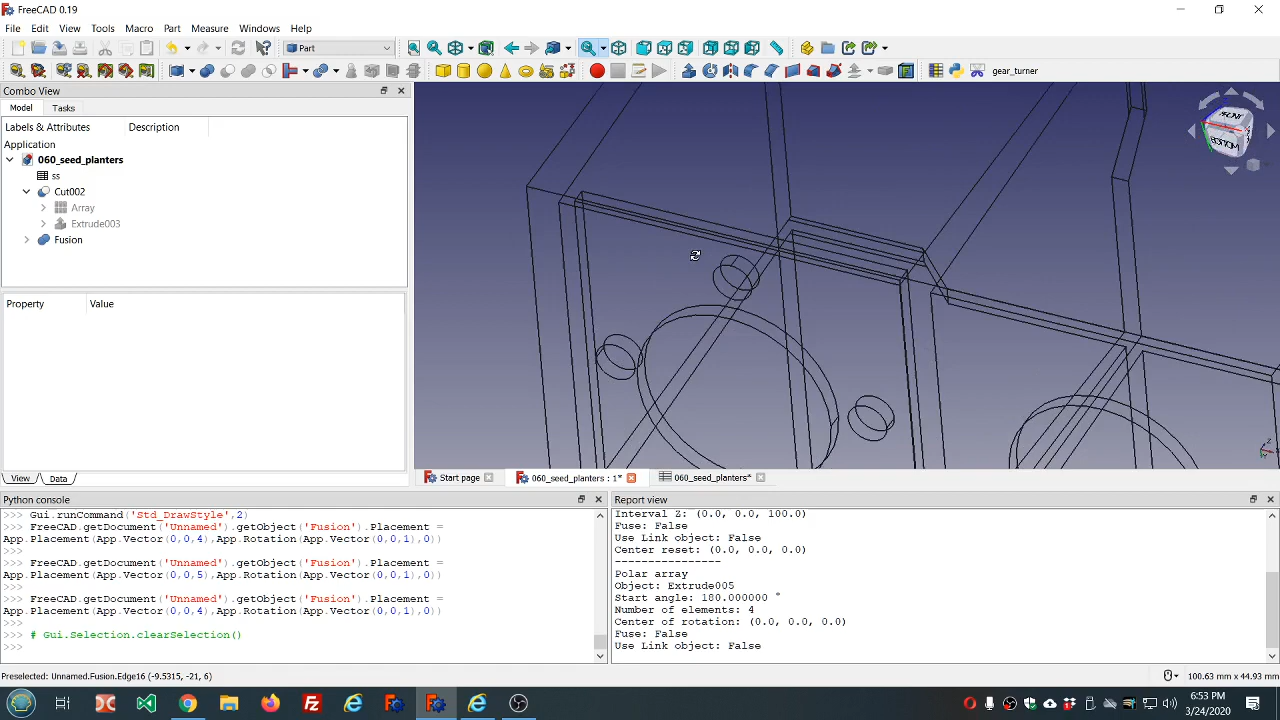 FreeCAD 0.19
File Edit View Tools Macro Part Measure Windows Help
Part
gear_turner
Combo View
Model Tasks
Labels & Attributes Description
Application
060_seed_planters
ss
Cut002
Array
Extrude003
Fusion
Property Value
View Data
FRONT
BOTTOM
Z
Start page
060_seed_planters : 1*
060_seed_planters*
Python console
>>> Gui.runCommand('Std_DrawStyle',2)
>>> FreeCAD.getDocument('Unnamed').getObject('Fusion').Placement =
App.Placement(App.Vector(0,0,4),App.Rotation(App.Vector(0,0,1),0))
>>>
>>> FreeCAD.getDocument('Unnamed').getObject('Fusion').Placement =
App.Placement(App.Vector(0,0,5),App.Rotation(App.Vector(0,0,1),0))
>>>
>>> FreeCAD.getDocument('Unnamed').getObject('Fusion').Placement =
App.Placement(App.Vector(0,0,4),App.Rotation(App.Vector(0,0,1),0))
>>>
>>> # Gui.Selection.clearSelection()
>>>
Report view
Interval Z: (0.0, 0.0, 100.0)
Fuse: False
Use Link object: False
Center reset: (0.0, 0.0, 0.0)
----------------
Polar array
Object: Extrude005
Start angle: 180.000000 °
Number of elements: 4
Center of rotation: (0.0, 0.0, 0.0)
Fuse: False
Use Link object: False
Preselected: Unnamed.Fusion.Edge16 (-9.5315, -21, 6)
100.63 mm x 44.93 mm
6:53 PM
3/24/2020